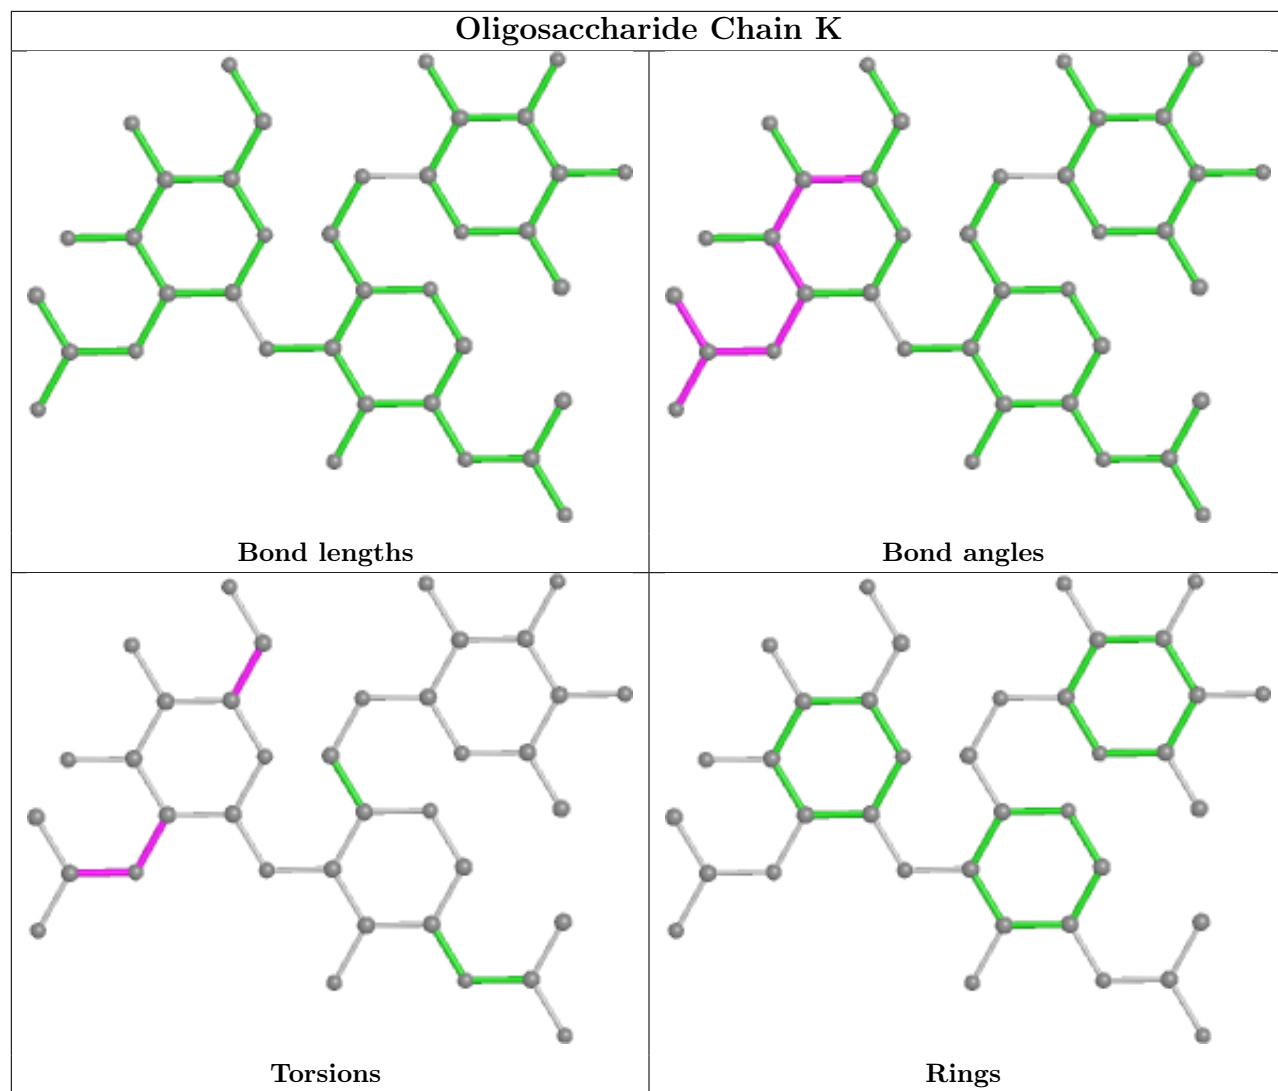 Oligosaccharide Chain K
Bond lengths
Bond angles
Torsions
Rings